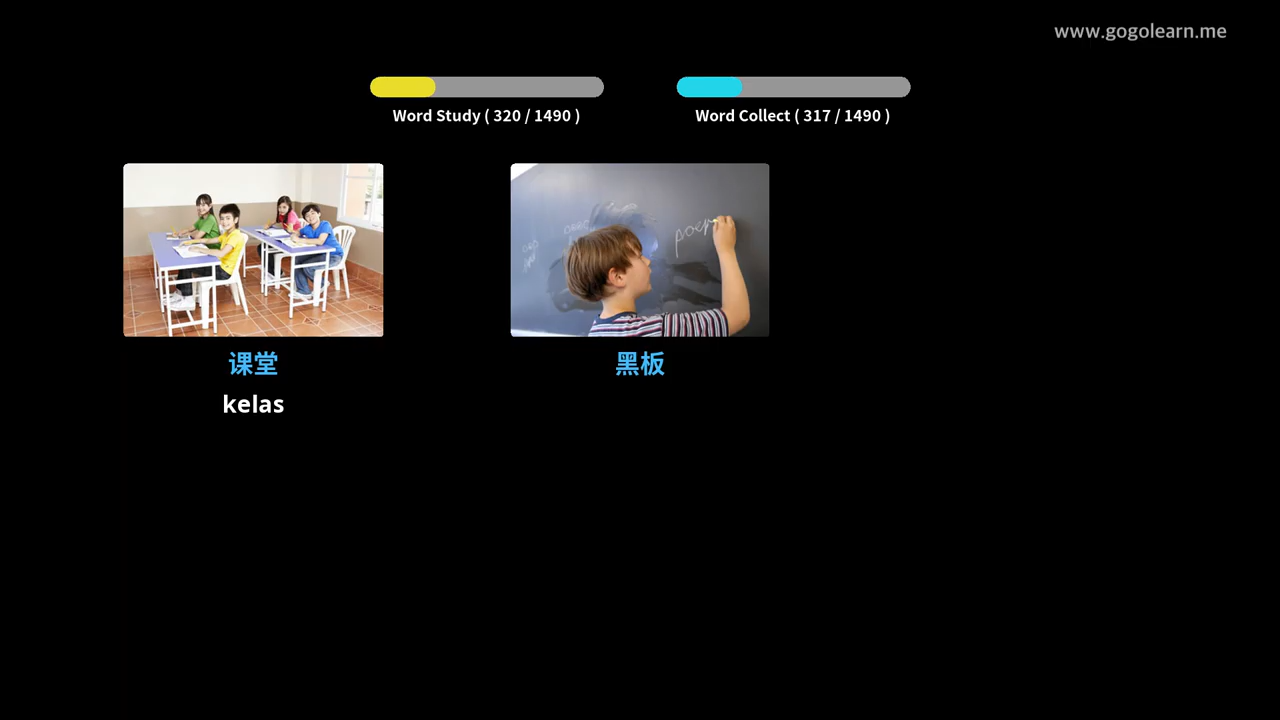 www.gogolearn.me
Word Study ( 320 / 1490 )
Word Collect ( 317 / 1490 )
课堂
黑板
kelas